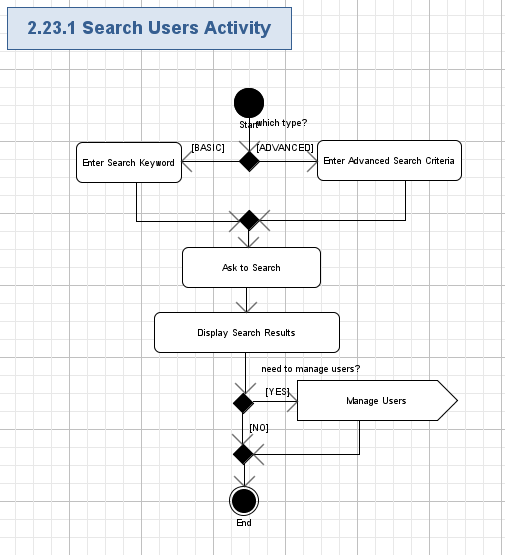 2.23.1 Search Users Activity
Start
which type?
[BASIC]
[ADVANCED]
Enter Search Keyword
Enter Advanced Search Criteria
Ask to Search
Display Search Results
need to manage users?
[YES]
Manage Users
[NO]
End